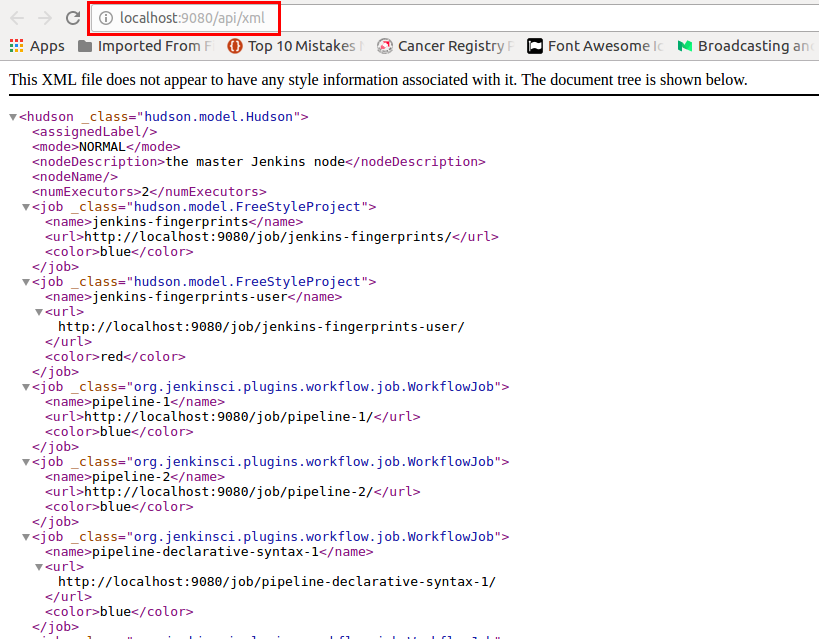 localhost:9080/api/xml
Apps Imported From F Top 10 Mistakes Cancer Registry Font Awesome Ic Broadcasting an
This XML file does not appear to have any style information associated with it. The document tree is shown below.
<hudson _class="hudson.model.Hudson">
<assignedLabel/>
<mode>NORMAL</mode>
<nodeDescription>the master Jenkins node</nodeDescription>
<nodeName/>
<numExecutors>2</numExecutors>
<job _class="hudson.model.FreeStyleProject">
<name>jenkins-fingerprints</name>
<url>http://localhost:9080/job/jenkins-fingerprints/</url>
<color>blue</color>
</job>
<job _class="hudson.model.FreeStyleProject">
<name>jenkins-fingerprints-user</name>
<url>
http://localhost:9080/job/jenkins-fingerprints-user/
</url>
<color>red</color>
</job>
<job _class="org.jenkinsci.plugins.workflow.job.WorkflowJob">
<name>pipeline-1</name>
<url>http://localhost:9080/job/pipeline-1/</url>
<color>blue</color>
</job>
<job _class="org.jenkinsci.plugins.workflow.job.WorkflowJob">
<name>pipeline-2</name>
<url>http://localhost:9080/job/pipeline-2/</url>
<color>blue</color>
</job>
<job _class="org.jenkinsci.plugins.workflow.job.WorkflowJob">
<name>pipeline-declarative-syntax-1</name>
<url>
http://localhost:9080/job/pipeline-declarative-syntax-1/
</url>
<color>blue</color>
</job>